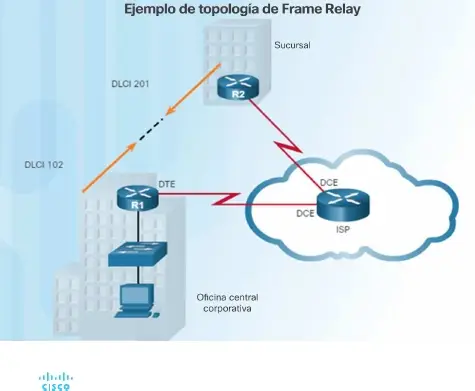 Ejemplo de topología de Frame Relay
Sucursal
DLCI 201
R2
DLCI 102
DTE
R1
DCE
DCE
ISP
Oficina central
corporativa
CISCO